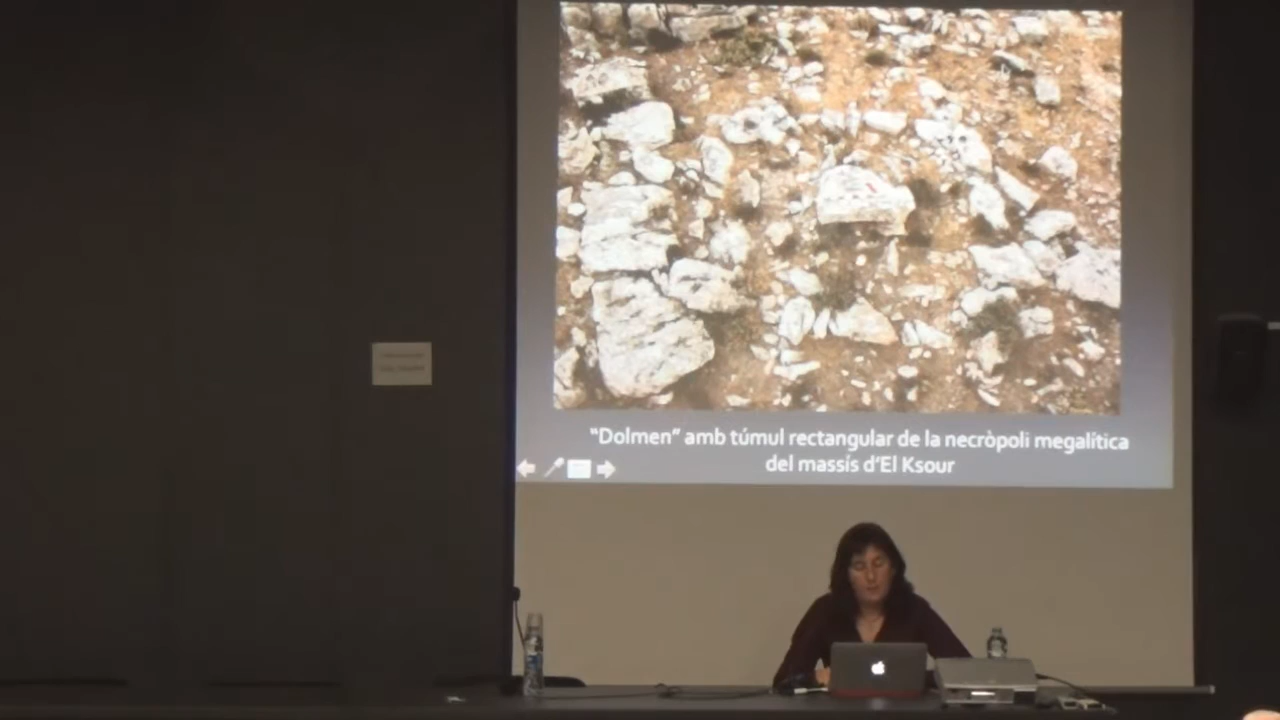 “Dolmen” amb túmul rectangular de la necròpoli megalítica
del massís d’El Ksour